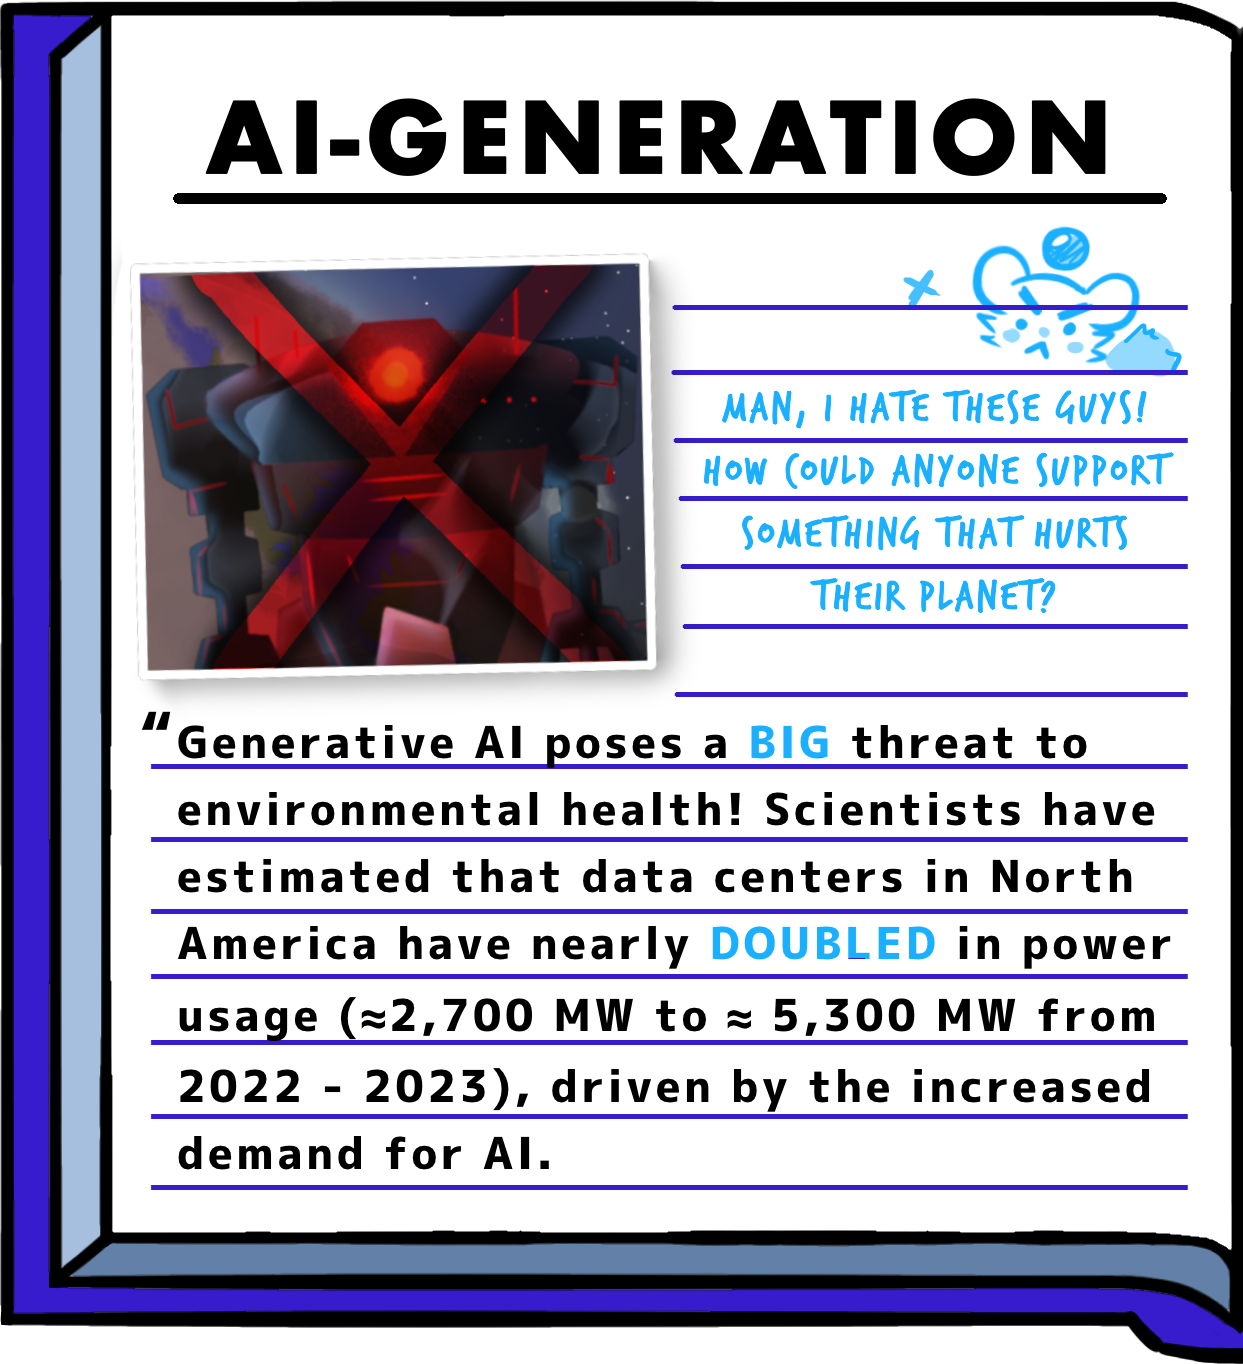 AI-GENERATION
MAN, I HATE THESE GUYS!
HOW COULD ANYONE SUPPORT
SOMETHING THAT HURTS
THEIR PLANET?
“Generative AI poses a BIG threat to
environmental health! Scientists have
estimated that data centers in North
America have nearly DOUBLED in power
usage (≈2,700 MW to ≈ 5,300 MW from
2022 - 2023), driven by the increased
demand for AI.